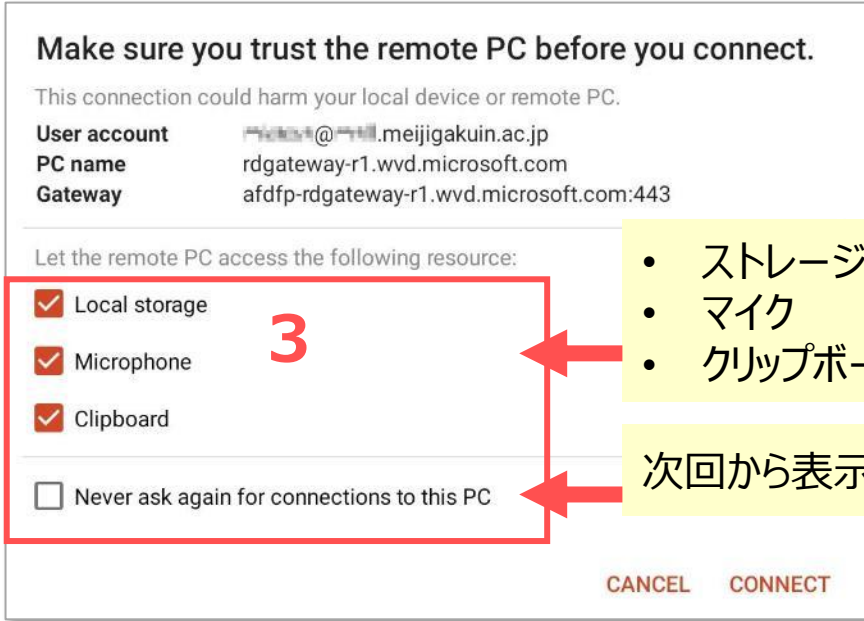 Make sure you trust the remote PC before you connect.
This connection could harm your local device or remote PC.
User account @ .meijigakuin.ac.jp
PC name rdgateway-r1.wvd.microsoft.com
Gateway afdfp-rdgateway-r1.wvd.microsoft.com:443
Let the remote PC access the following resource:
Local storage
Microphone
Clipboard
3
• ストレージ
• マイク
• クリップボー
Never ask again for connections to this PC
次回から表示
CANCEL CONNECT